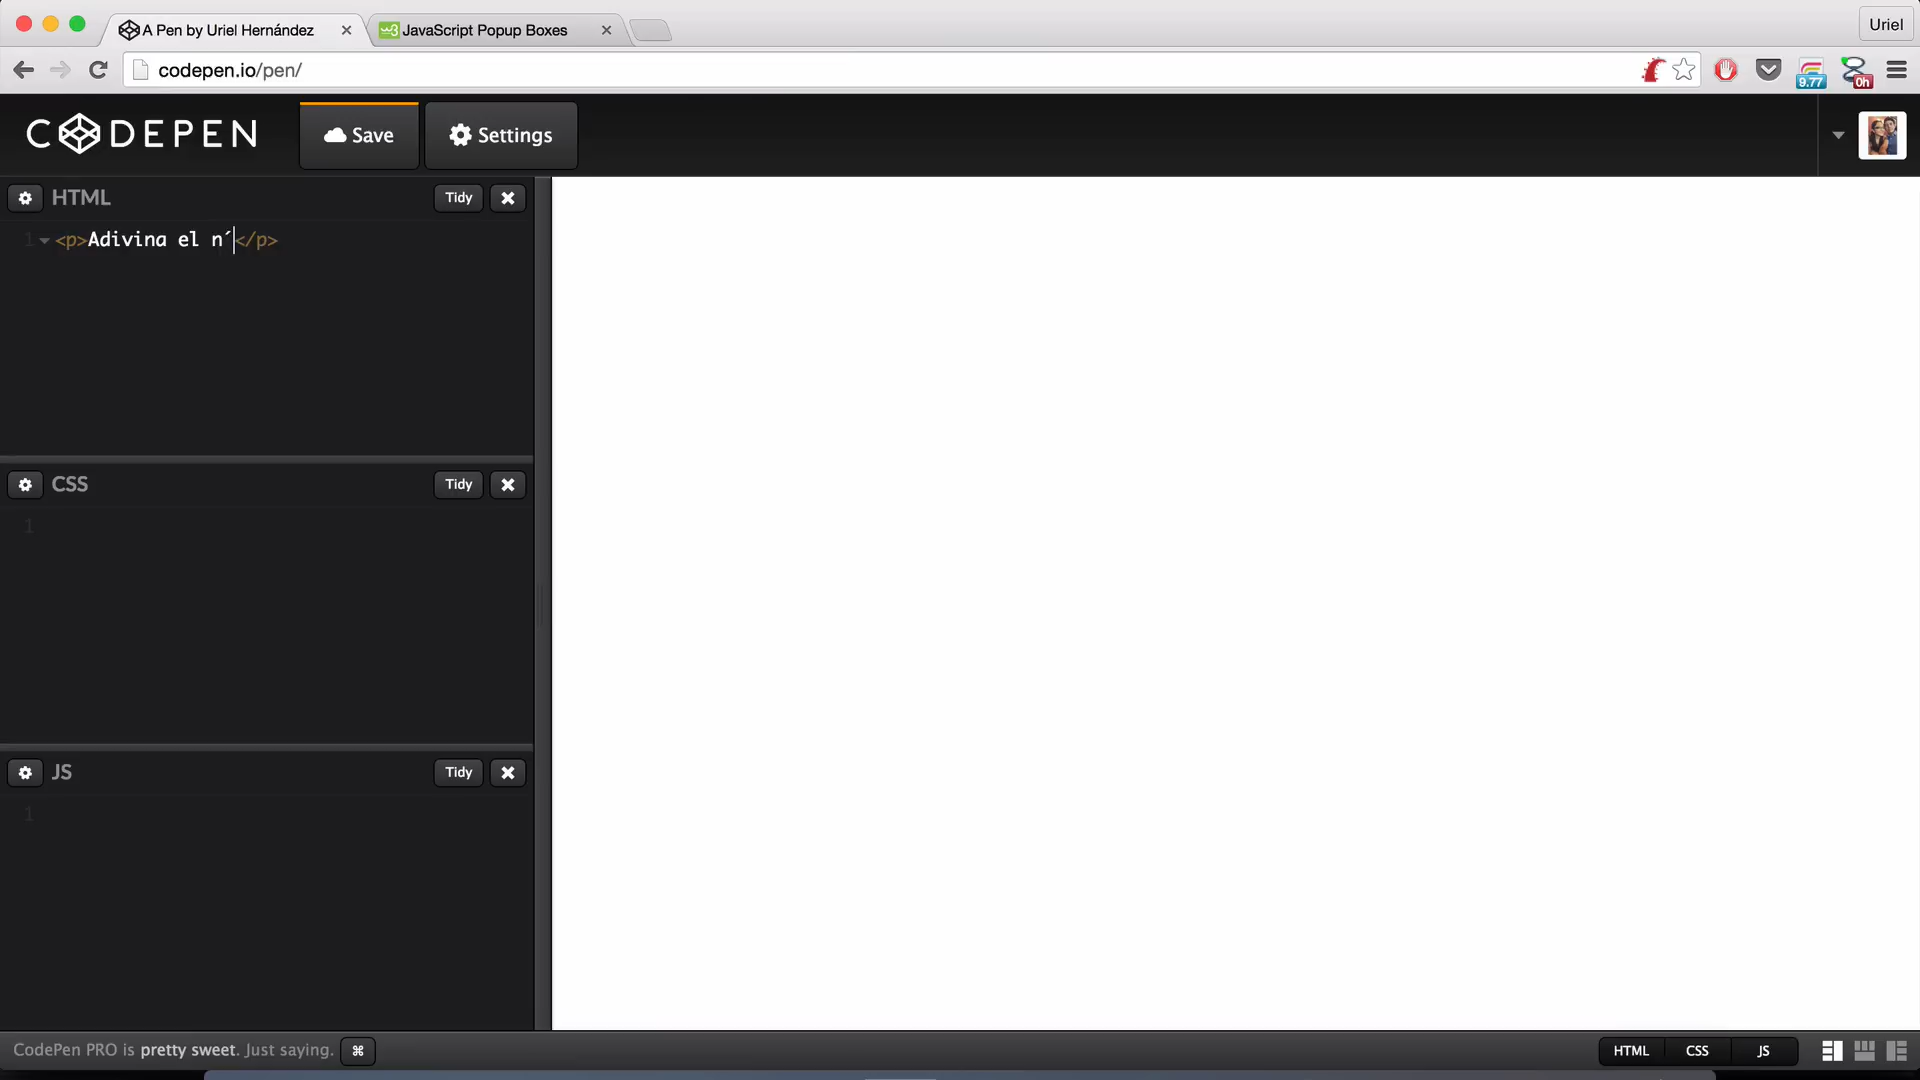 A Pen by Uriel Hernández
JavaScript Popup Boxes
Uriel
codepen.io/pen/
9.77
0h
CODEPEN
Save
Settings
HTML
Tidy
1 <p>Adivina el n´</p>
CSS
Tidy
1
JS
Tidy
1
CodePen PRO is pretty sweet. Just saying. ⌘
HTML CSS JS